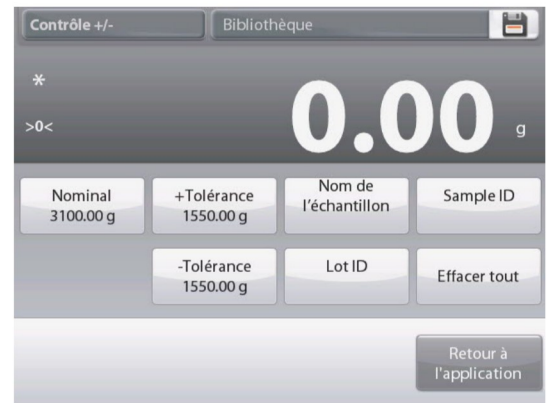 Contrôle +/-
Bibliothèque
*
>0<
0.00 g
Nominal
3100.00 g
+Tolérance
1550.00 g
Nom de
l'échantillon
Sample ID
-Tolérance
1550.00 g
Lot ID
Effacer tout
Retour à
l'application